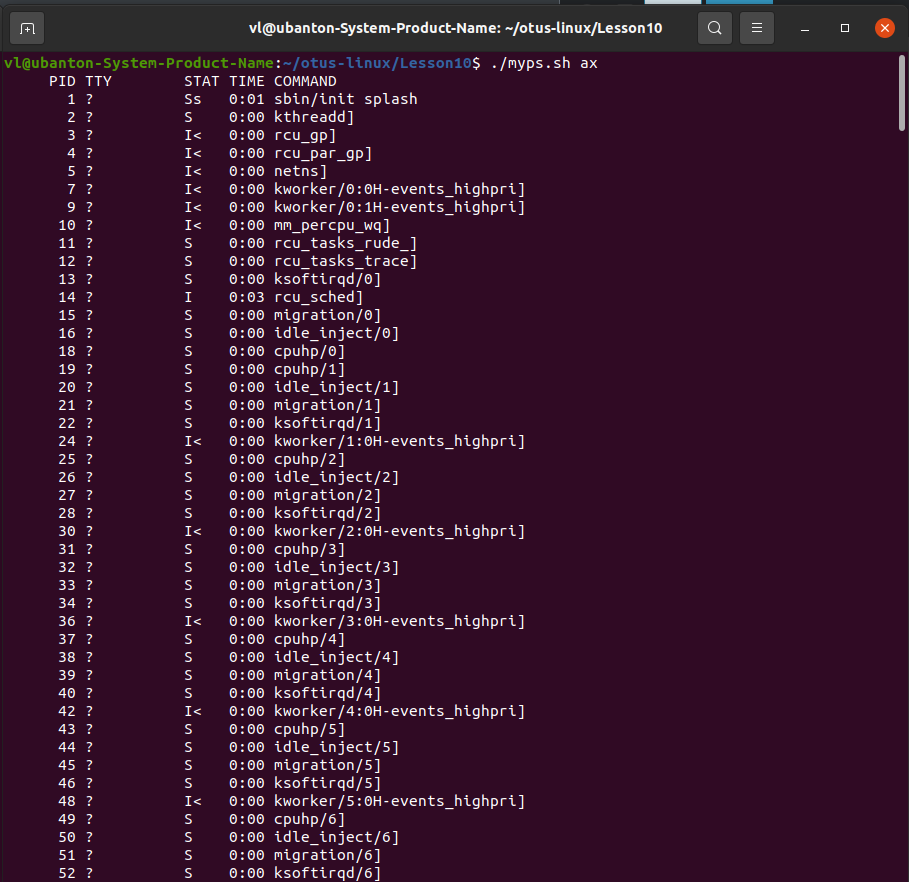 vl@ubanton-System-Product-Name: ~/otus-linux/Lesson10
vl@ubanton-System-Product-Name:~/otus-linux/Lesson10$ ./myps.sh ax
PID TTY STAT TIME COMMAND
1 ? Ss 0:01 sbin/init splash
2 ? S 0:00 kthreadd]
3 ? I< 0:00 rcu_gp]
4 ? I< 0:00 rcu_par_gp]
5 ? I< 0:00 netns]
7 ? I< 0:00 kworker/0:0H-events_highpri]
9 ? I< 0:00 kworker/0:1H-events_highpri]
10 ? I< 0:00 mm_percpu_wq]
11 ? S 0:00 rcu_tasks_rude_]
12 ? S 0:00 rcu_tasks_trace]
13 ? S 0:00 ksoftirqd/0]
14 ? I 0:03 rcu_sched]
15 ? S 0:00 migration/0]
16 ? S 0:00 idle_inject/0]
18 ? S 0:00 cpuhp/0]
19 ? S 0:00 cpuhp/1]
20 ? S 0:00 idle_inject/1]
21 ? S 0:00 migration/1]
22 ? S 0:00 ksoftirqd/1]
24 ? I< 0:00 kworker/1:0H-events_highpri]
25 ? S 0:00 cpuhp/2]
26 ? S 0:00 idle_inject/2]
27 ? S 0:00 migration/2]
28 ? S 0:00 ksoftirqd/2]
30 ? I< 0:00 kworker/2:0H-events_highpri]
31 ? S 0:00 cpuhp/3]
32 ? S 0:00 idle_inject/3]
33 ? S 0:00 migration/3]
34 ? S 0:00 ksoftirqd/3]
36 ? I< 0:00 kworker/3:0H-events_highpri]
37 ? S 0:00 cpuhp/4]
38 ? S 0:00 idle_inject/4]
39 ? S 0:00 migration/4]
40 ? S 0:00 ksoftirqd/4]
42 ? I< 0:00 kworker/4:0H-events_highpri]
43 ? S 0:00 cpuhp/5]
44 ? S 0:00 idle_inject/5]
45 ? S 0:00 migration/5]
46 ? S 0:00 ksoftirqd/5]
48 ? I< 0:00 kworker/5:0H-events_highpri]
49 ? S 0:00 cpuhp/6]
50 ? S 0:00 idle_inject/6]
51 ? S 0:00 migration/6]
52 ? S 0:00 ksoftirqd/6]